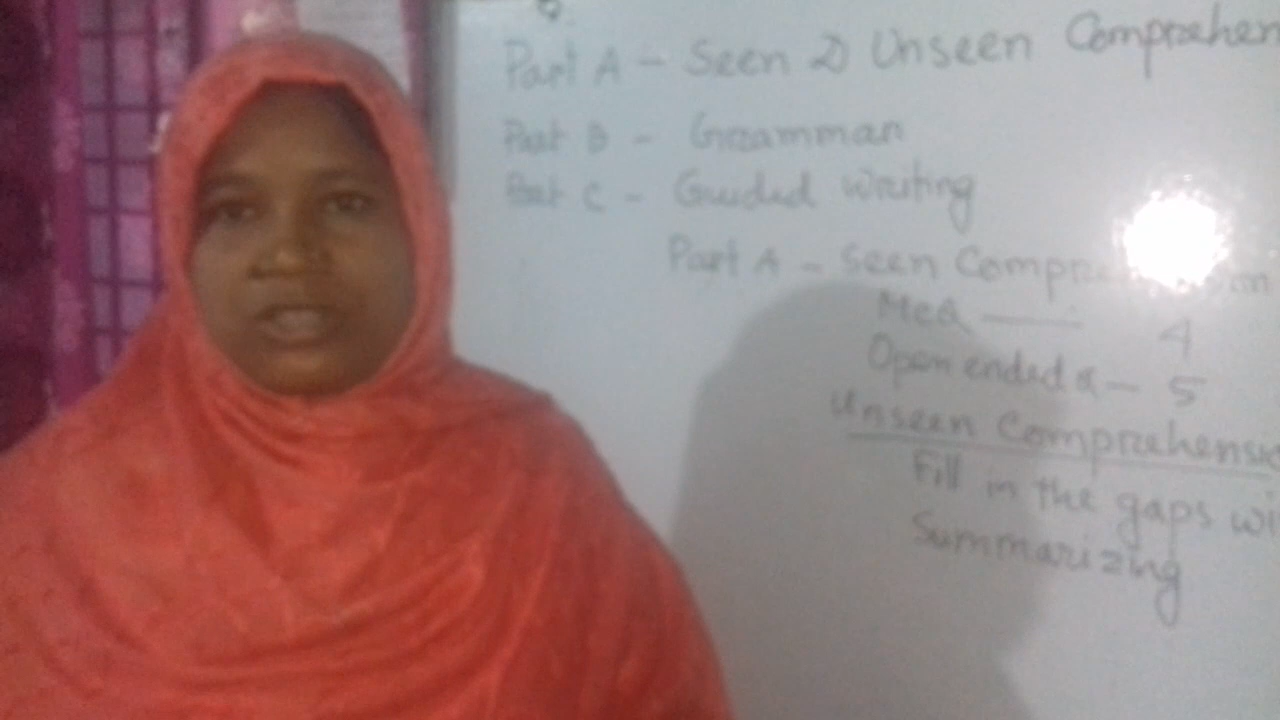 Part A - Seen & Unseen Comprehen
Part B - Gramman
Part C - Guided writing
Part A - Seen Compre
MCQ — 4
Open ended Q — 5
Unseen Comprehensio
Fill in the gaps wi
Summarizing